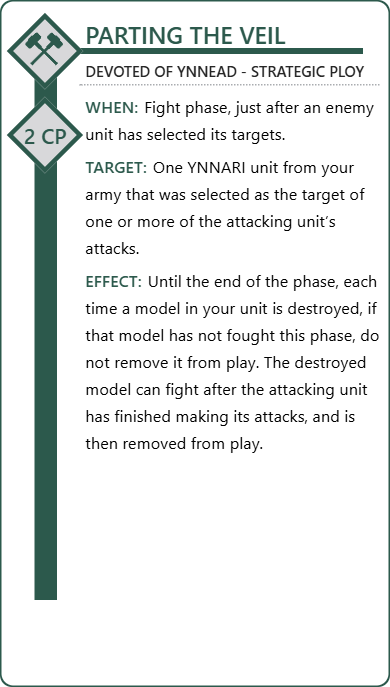 PARTING THE VEIL
DEVOTED OF YNNEAD - STRATEGIC PLOY
2 CP
WHEN: Fight phase, just after an enemy
unit has selected its targets.
TARGET: One YNNARI unit from your
army that was selected as the target of
one or more of the attacking unit’s
attacks.
EFFECT: Until the end of the phase, each
time a model in your unit is destroyed, if
that model has not fought this phase, do
not remove it from play. The destroyed
model can fight after the attacking unit
has finished making its attacks, and is
then removed from play.